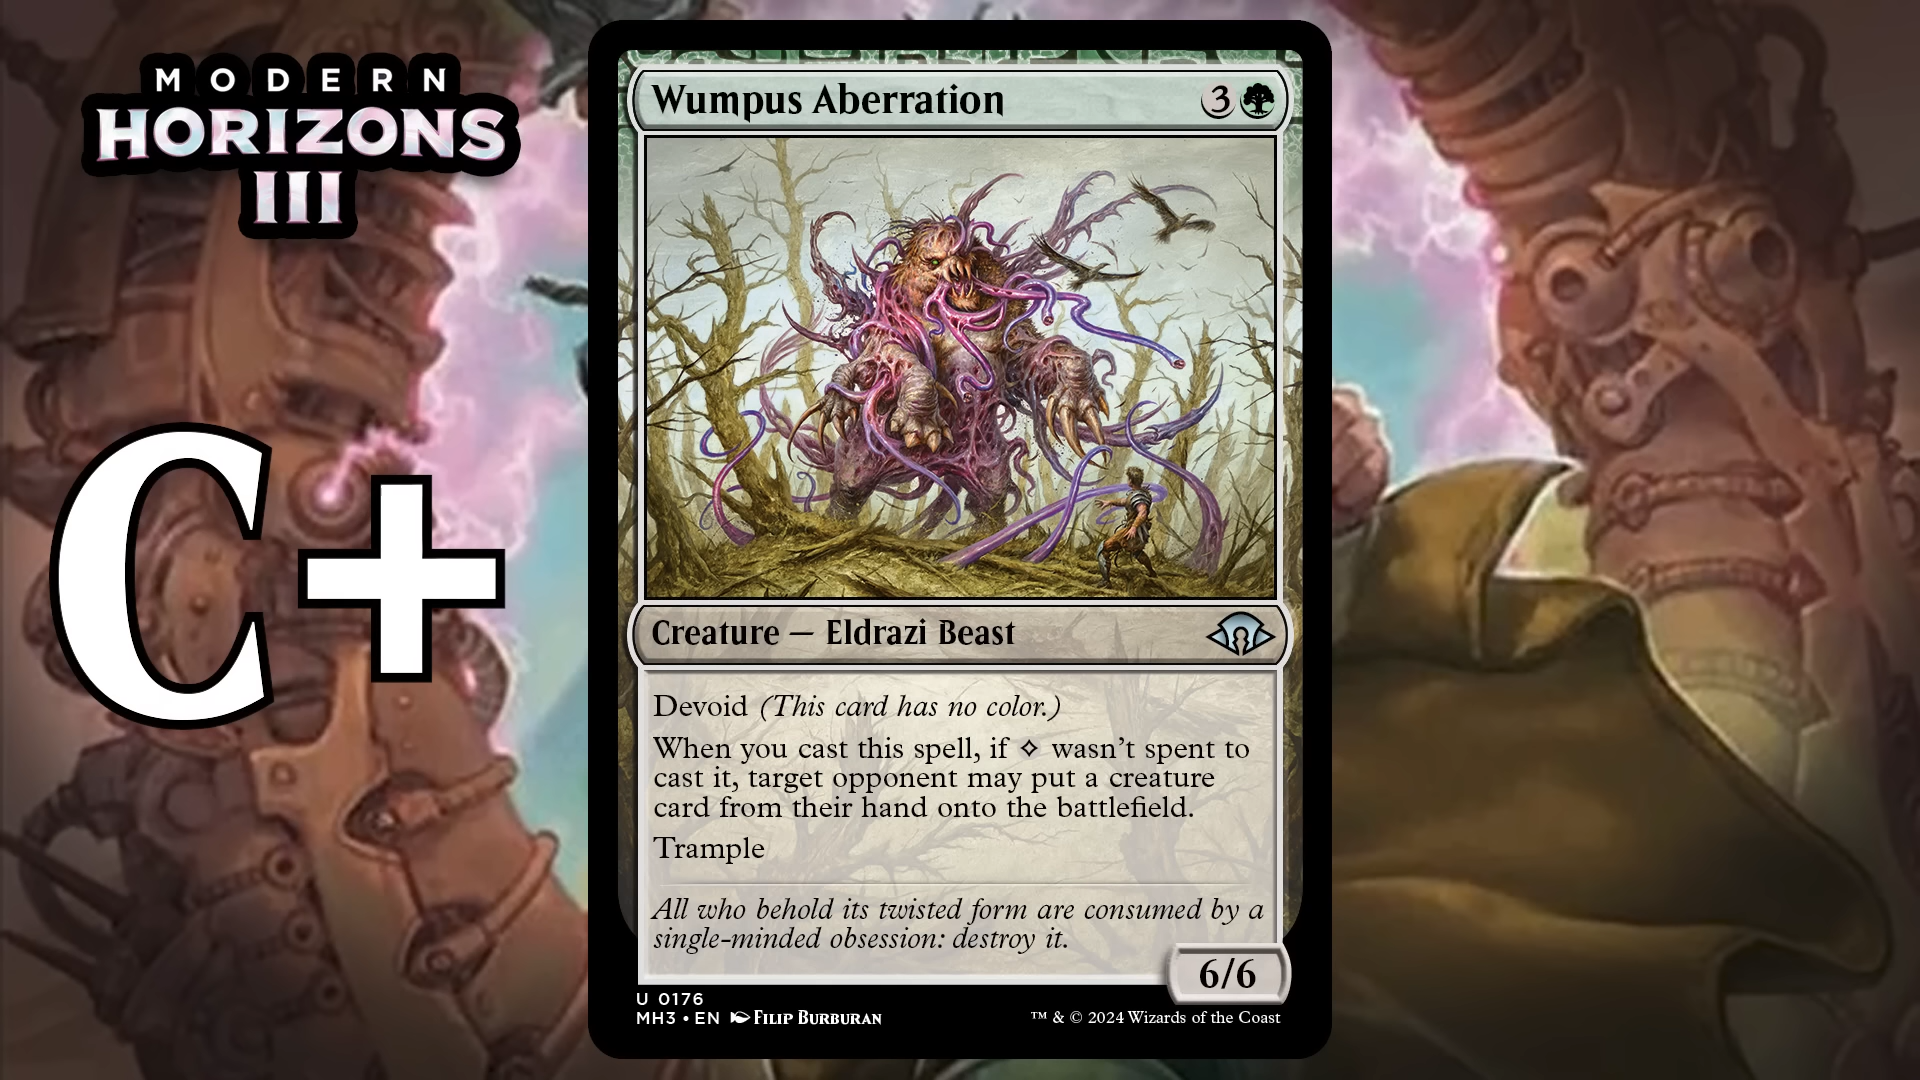 MODERN
HORIZONS
III
C+
Wumpus Aberration 3
Creature — Eldrazi Beast
Devoid (This card has no color.)
When you cast this spell, if ◇ wasn't spent to
cast it, target opponent may put a creature
card from their hand onto the battlefield.
Trample
All who behold its twisted form are consumed by a
single-minded obsession: destroy it.
6/6
U 0176
MH3 • EN FILIP BURBURAN
™ & © 2024 Wizards of the Coast